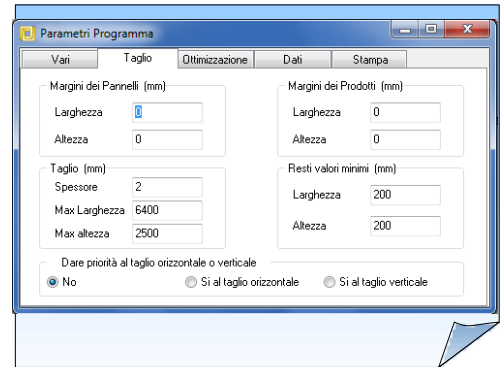 Parametri Programma
Vari Taglio Ottimizzazione Dati Stampa
Margini dei Pannelli (mm) Margini dei Prodotti (mm)
Larghezza 0 Larghezza 0
Altezza 0 Altezza 0
Taglio (mm) Resti valori minimi (mm)
Spessore 2
Larghezza 200
Max Larghezza 6400
Altezza 200
Max altezza 2500
Dare priorità al taglio orizzontale o verticale
No Si al taglio orizzontale Si al taglio verticale